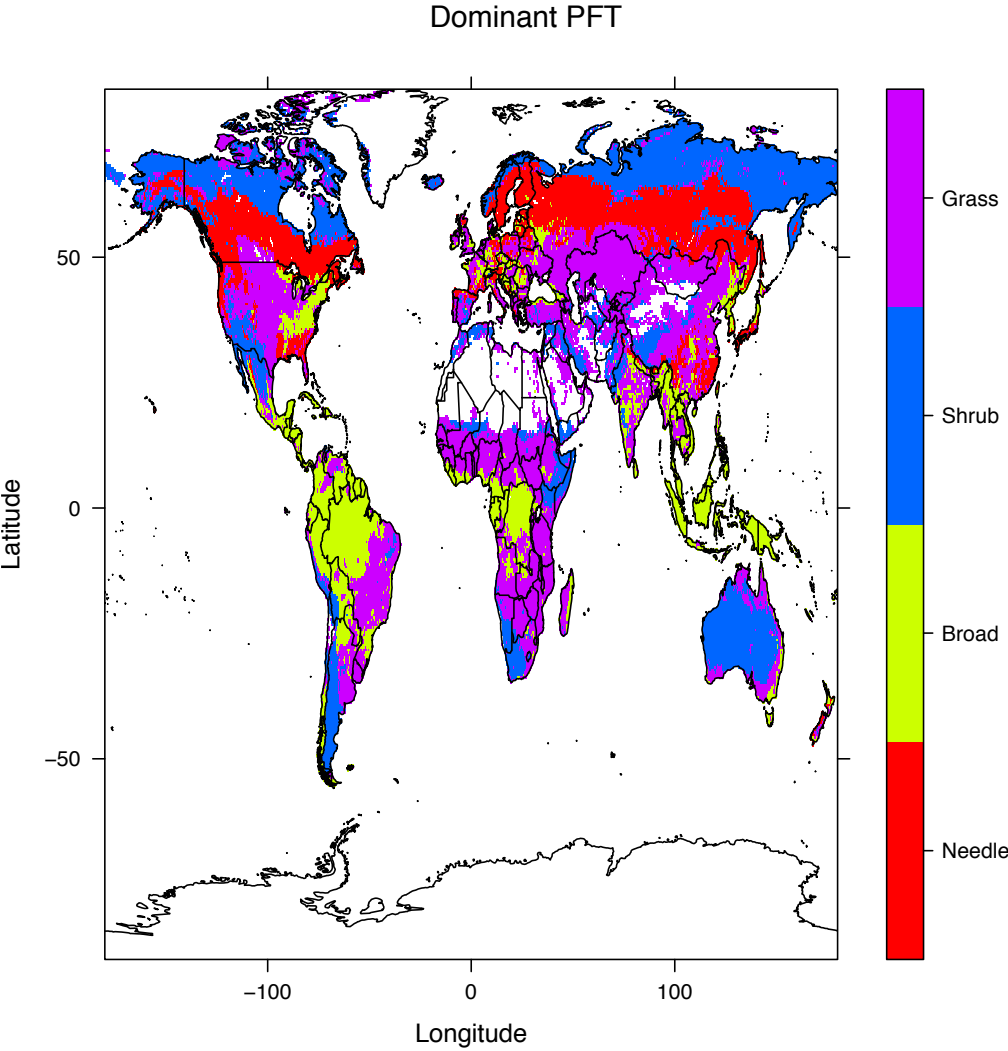 Dominant PFT
Latitude
50
0
−50
−100
0
100
Longitude
Grass
Shrub
Broad
Needle